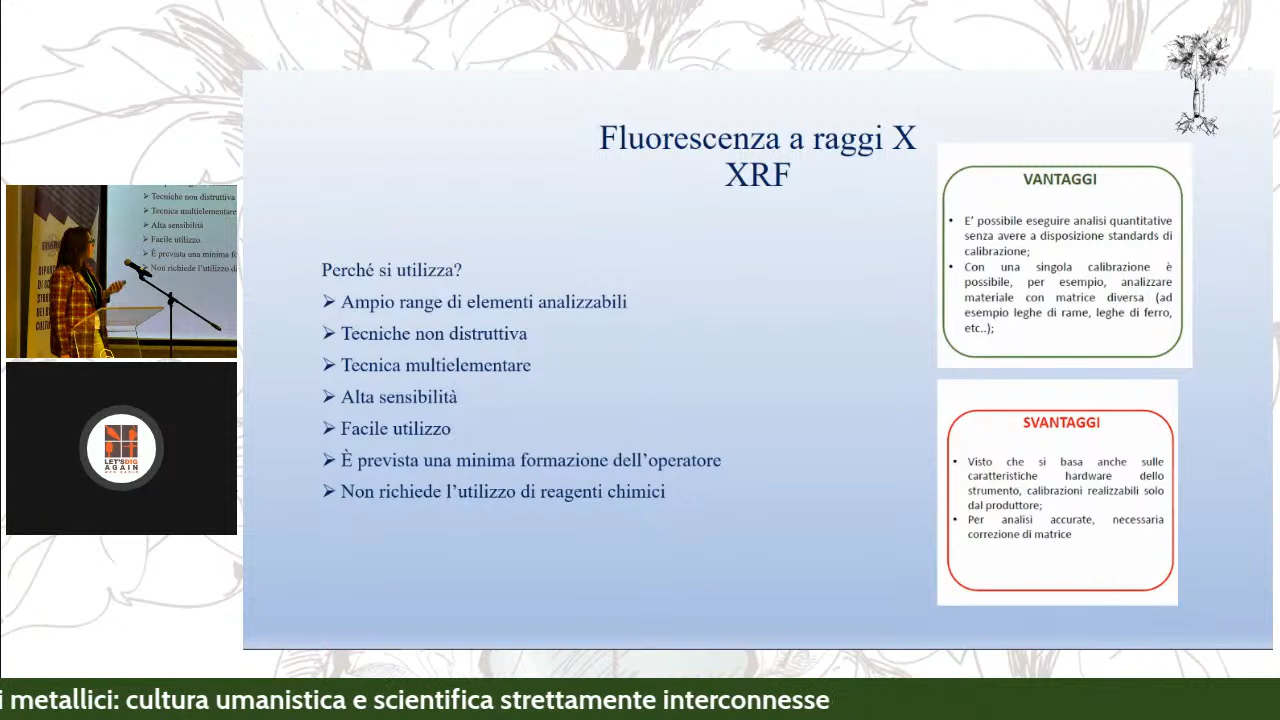 Fluorescenza a raggi X
XRF
Perché si utilizza?
➢ Ampio range di elementi analizzabili
➢ Tecniche non distruttiva
➢ Tecnica multielementare
➢ Alta sensibilità
➢ Facile utilizzo
➢ È prevista una minima formazione dell'operatore
➢ Non richiede l'utilizzo di reagenti chimici
VANTAGGI
• E' possibile eseguire analisi quantitative
senza avere a disposizione standards di
calibrazione;
• Con una singola calibrazione è
possibile, per esempio, analizzare
materiale con matrice diversa (ad
esempio leghe di rame, leghe di ferro,
etc..);
SVANTAGGI
• Visto che si basa anche sulle
caratteristiche hardware dello
strumento, calibrazioni realizzabili solo
dal produttore;
• Per analisi accurate, necessaria
correzione di matrice
➢ Tecniche non distruttiva
➢ Tecnica multielementare
➢ Alta sensibilità
➢ Facile utilizzo
➢ È prevista una minima fo
➢ Non richiede l'utilizzo di
LET'SDIG
AGAIN
i metallici: cultura umanistica e scientifica strettamente interconnesse